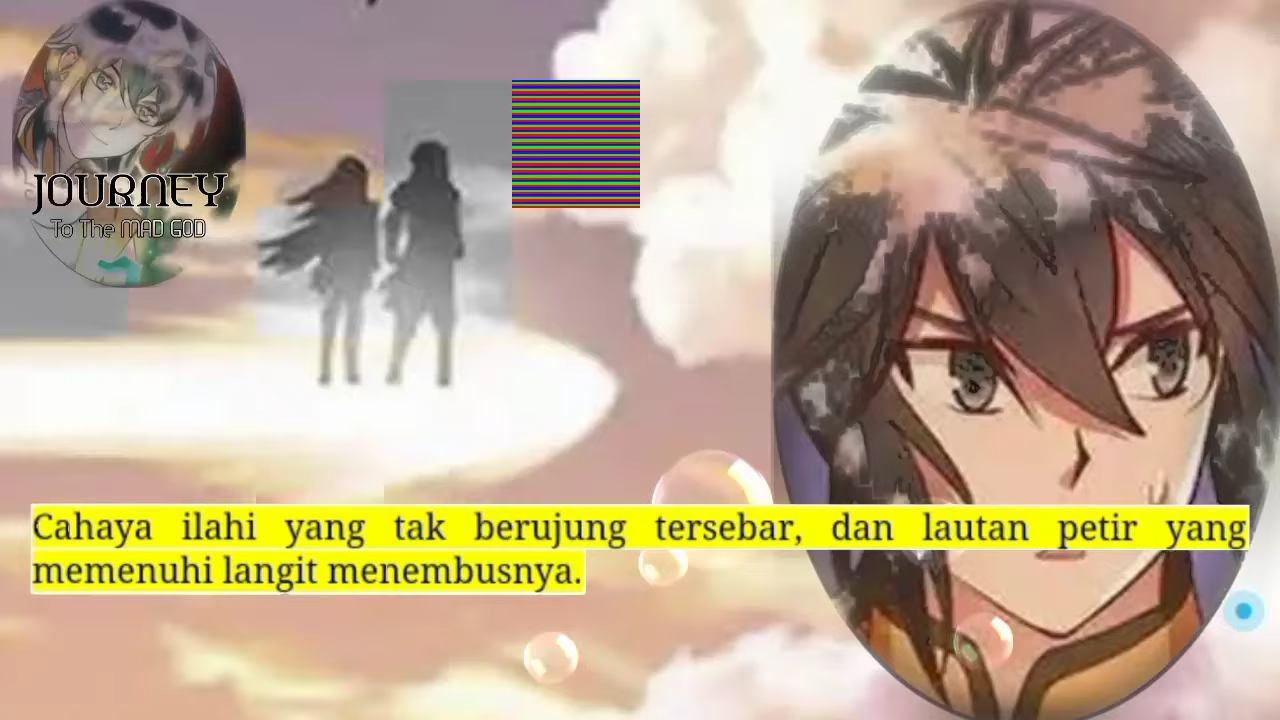 JOURNEY
To The MAD GOD
Cahaya ilahi yang tak berujung tersebar, dan lautan petir yang
memenuhi langit menembusnya.